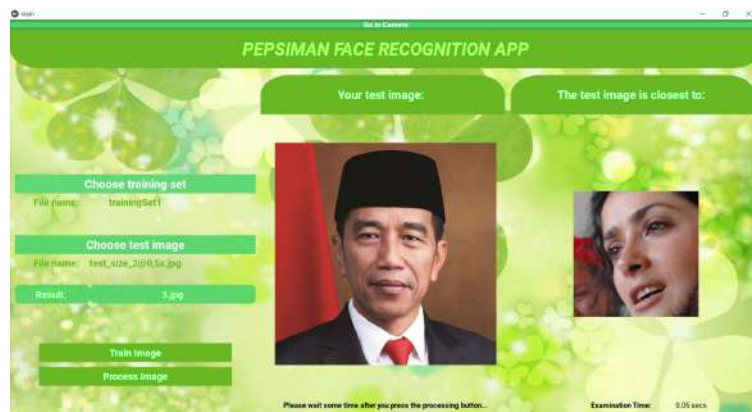 Main
Go to Camera
PEPSIMAN FACE RECOGNITION APP
Your test image:
The test image is closest to:
Choose training set
File name: trainingSet1
Choose test image
File name: test_size_2@0,5x.jpg
Result: 3.jpg
Train Image
Process Image
Please wait some time after you press the processing button...
Examination Time: 0.05 secs